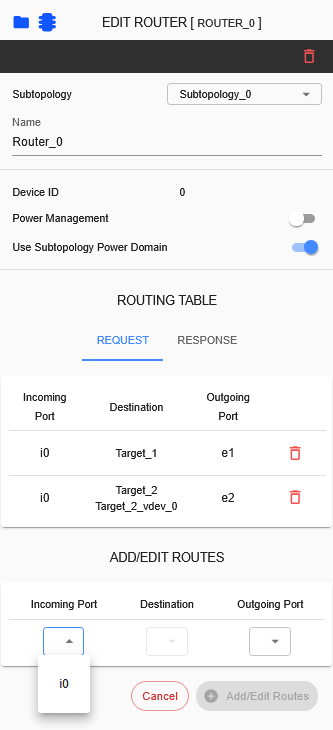 EDIT ROUTER [ ROUTER_0 ]
Subtopology Subtopology_0
Name
Router_0
Device ID 0
Power Management
Use Subtopology Power Domain
ROUTING TABLE
REQUEST RESPONSE
Incoming Port Destination Outgoing Port
i0 Target_1 e1
i0 Target_2 Target_2_vdev_0 e2
ADD/EDIT ROUTES
Incoming Port Destination Outgoing Port
i0
Cancel Add/Edit Routes